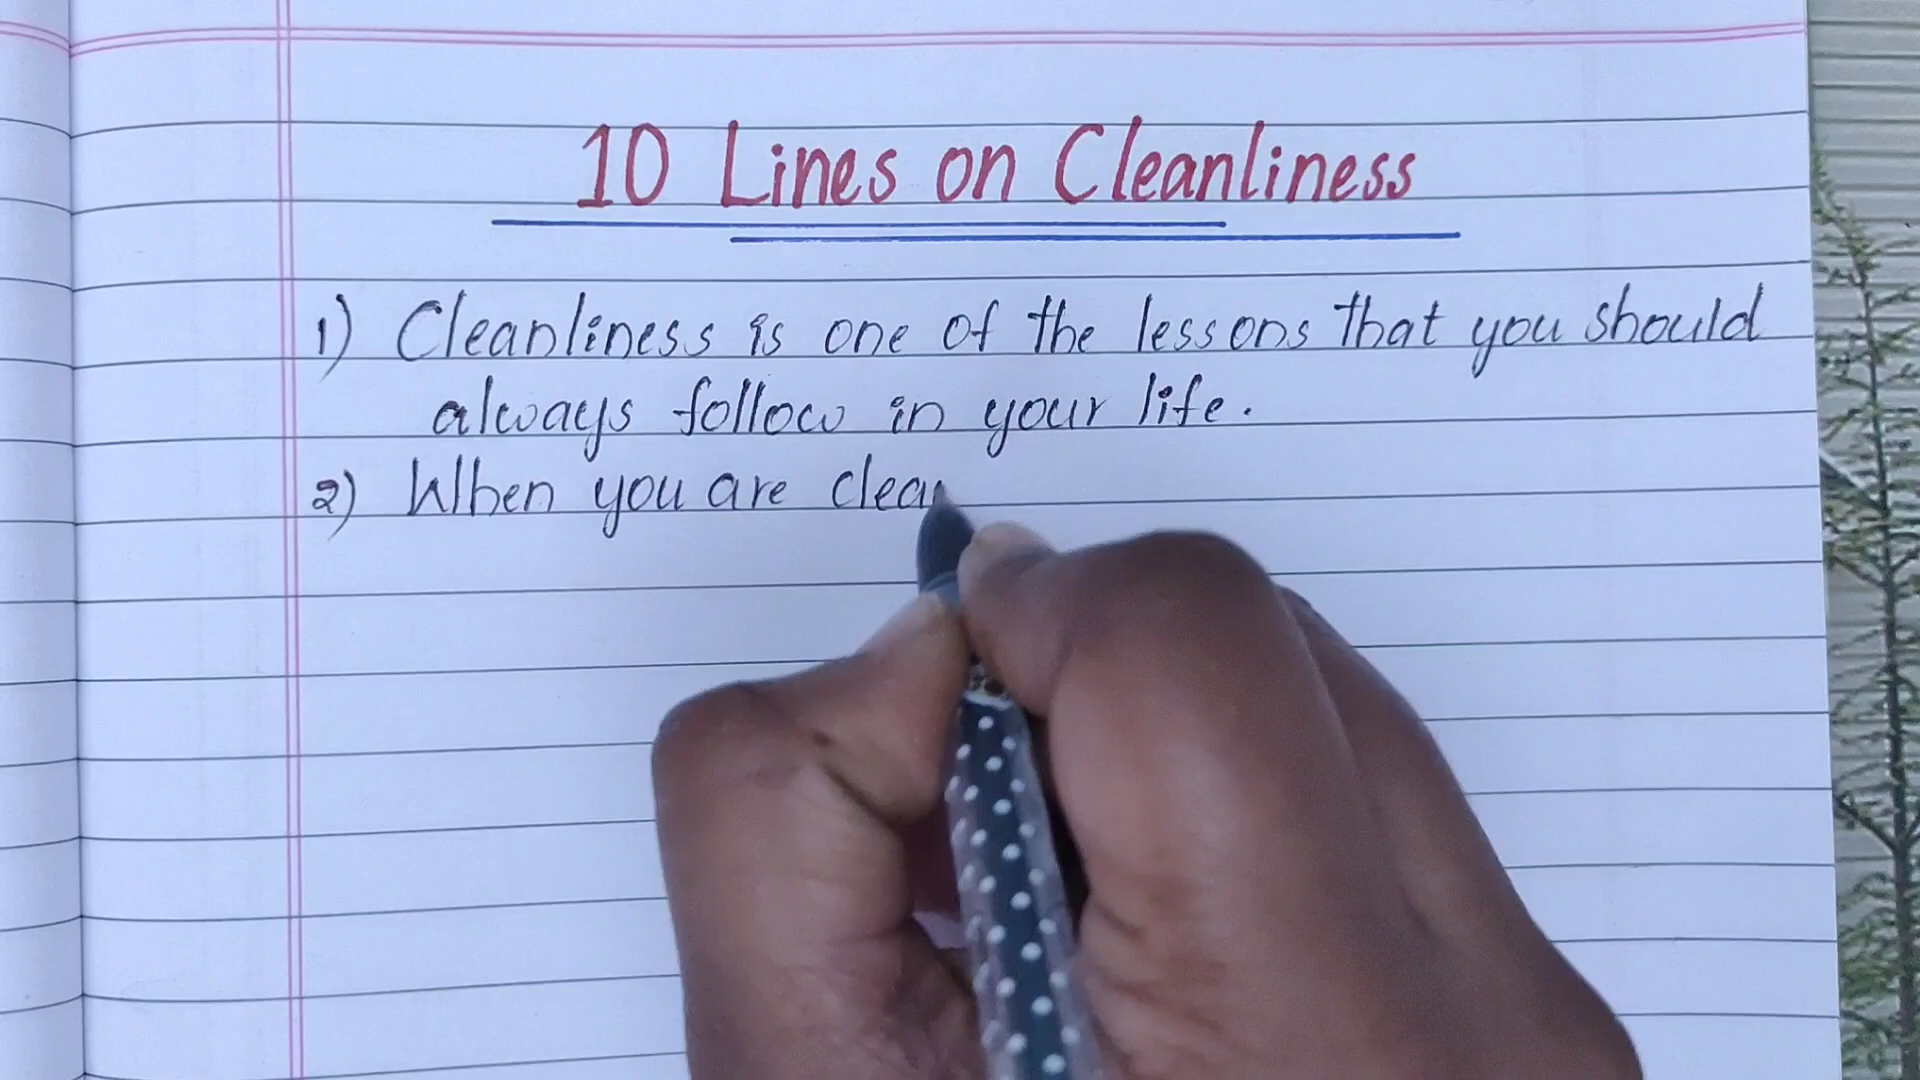 10 Lines on Cleanliness
1) Cleanliness is one of the lessons that you should
always follow in your life.
2) When you are clean